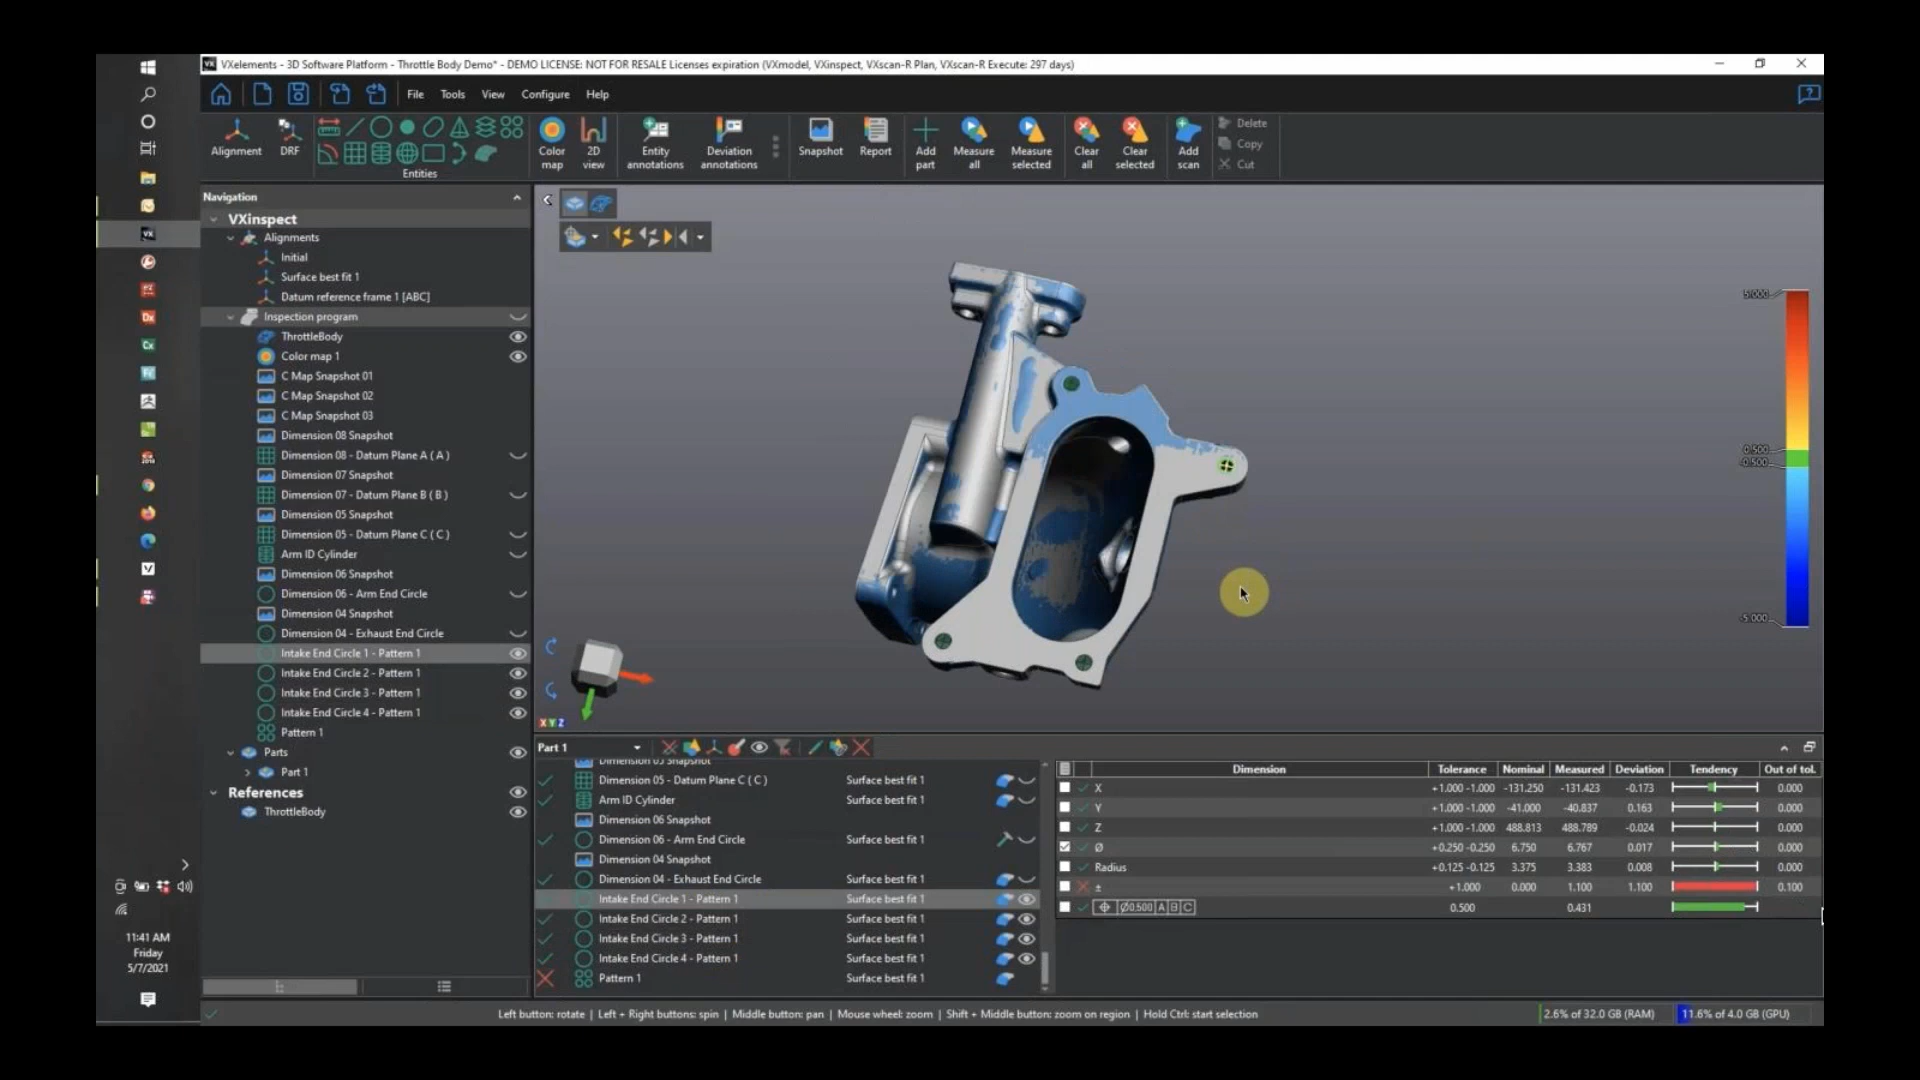 VXelements - 3D Software Platform - Throttle Body Demo* - DEMO LICENSE: NOT FOR RESALE Licenses expiration (VXmodel, VXinspect, VXscan-R Plan, VXscan-R Execute: 297 days)
File Tools View Configure Help
Alignment DRF Entities Color map 2D view Entity annotations Deviation annotations Snapshot Report Add part Measure all Measure selected Clear all Clear selected Add scan Delete Copy Cut
Navigation
VXinspect
Alignments
Initial
Surface best fit 1
Datum reference frame 1 [ABC]
Inspection program
ThrottleBody
Color map 1
C Map Snapshot 01
C Map Snapshot 02
C Map Snapshot 03
Dimension 08 Snapshot
Dimension 08 - Datum Plane A ( A )
Dimension 07 Snapshot
Dimension 07 - Datum Plane B ( B )
Dimension 05 Snapshot
Dimension 05 - Datum Plane C ( C )
Arm ID Cylinder
Dimension 06 Snapshot
Dimension 06 - Arm End Circle
Dimension 04 Snapshot
Dimension 04 - Exhaust End Circle
Intake End Circle 1 - Pattern 1
Intake End Circle 2 - Pattern 1
Intake End Circle 3 - Pattern 1
Intake End Circle 4 - Pattern 1
Pattern 1
Parts
Part 1
References
ThrottleBody
5.000
0.500
-0.500
-5.000
X Y Z
Part 1
Dimension 05 Snapshot
Dimension 05 - Datum Plane C ( C ) Surface best fit 1
Arm ID Cylinder Surface best fit 1
Dimension 06 Snapshot
Dimension 06 - Arm End Circle Surface best fit 1
Dimension 04 Snapshot
Dimension 04 - Exhaust End Circle Surface best fit 1
Intake End Circle 1 - Pattern 1 Surface best fit 1
Intake End Circle 2 - Pattern 1 Surface best fit 1
Intake End Circle 3 - Pattern 1 Surface best fit 1
Intake End Circle 4 - Pattern 1 Surface best fit 1
Pattern 1 Surface best fit 1
Dimension Tolerance Nominal Measured Deviation Tendency Out of tol.
X +1.000 -1.000 -131.250 -131.423 -0.173 0.000
Y +1.000 -1.000 -41.000 -40.837 0.163 0.000
Z +1.000 -1.000 488.813 488.789 -0.024 0.000
Ø +0.250 -0.250 6.750 6.767 0.017 0.000
Radius +0.125 -0.125 3.375 3.383 0.008 0.000
± +1.000 0.000 1.100 1.100 0.100
⌖ Ø0.500 A B C 0.500 0.431
11:41 AM
Friday
5/7/2021
Left button: rotate | Left + Right buttons: spin | Middle button: pan | Mouse wheel: zoom | Shift + Middle button: zoom on region | Hold Ctrl: start selection
2.6% of 32.0 GB (RAM) 11.6% of 4.0 GB (GPU)